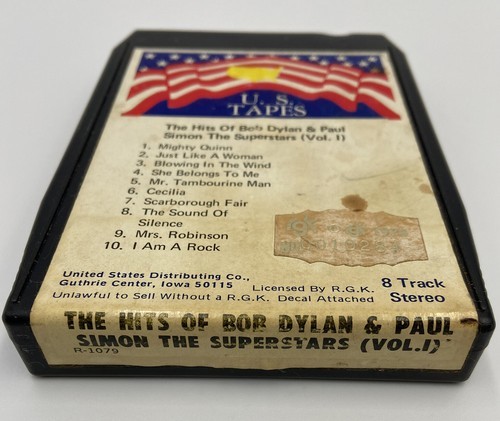 U. S.
TAPES
The Hits Of Bob Dylan & Paul
Simon The Superstars (Vol. I)
1. Mighty Quinn
2. Just Like A Woman
3. Blowing In The Wind
4. She Belongs To Me
5. Mr. Tambourine Man
6. Cecilia
7. Scarborough Fair
8. The Sound Of
Silence
9. Mrs. Robinson
10. I Am A Rock
United States Distributing Co.,
Guthrie Center, Iowa 50115
Licensed By R.G.K.
Unlawful to Sell Without a R.G.K. Decal Attached
8 Track
Stereo
THE HITS OF BOB DYLAN & PAUL
SIMON THE SUPERSTARS (VOL.I)
R-1079